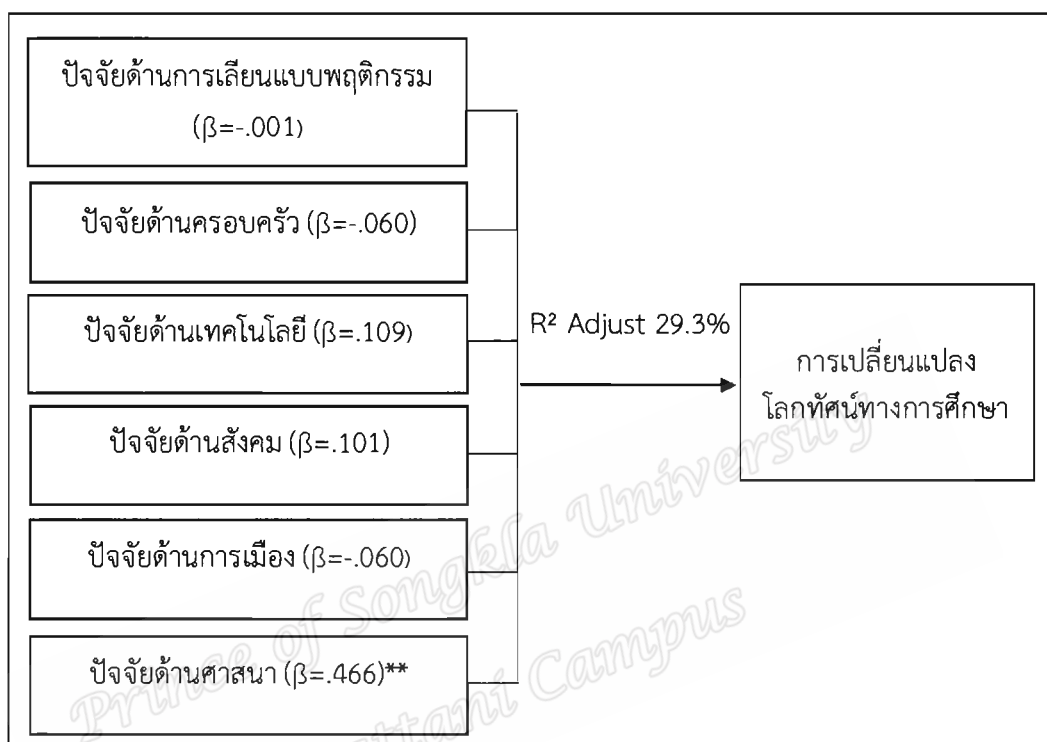 ปัจจัยด้านการเลียนแบบพฤติกรรม
(β=-.001)
ปัจจัยด้านครอบครัว (β=-.060)
ปัจจัยด้านเทคโนโลยี (β=.109)
ปัจจัยด้านสังคม (β=.101)
ปัจจัยด้านการเมือง (β=-.060)
ปัจจัยด้านศาสนา (β=.466)**
R² Adjust 29.3%
การเปลี่ยนแปลง
โลกทัศน์ทางการศึกษา
Prince of Songkla University
Pattani Campus